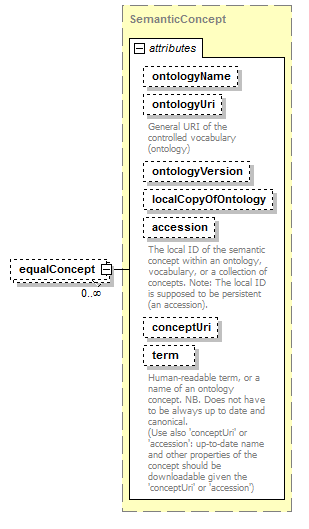 SemanticConcept
attributes
ontologyName
ontologyUri
General URI of the
controlled vocabulary
(ontology)
ontologyVersion
localCopyOfOntology
accession
The local ID of the semantic
concept within an ontology,
vocabulary, or a collection of
concepts. Note: The local ID
is supposed to be persistent
(an accession).
equalConcept
0..∞
conceptUri
term
Human-readable term, or a
name of an ontology
concept. NB. Does not have
to be always up to date and
canonical.
(Use also 'conceptUri' or
'accession': up-to-date name
and other properties of the
concept should be
downloadable given the
'conceptUri' or 'accession')